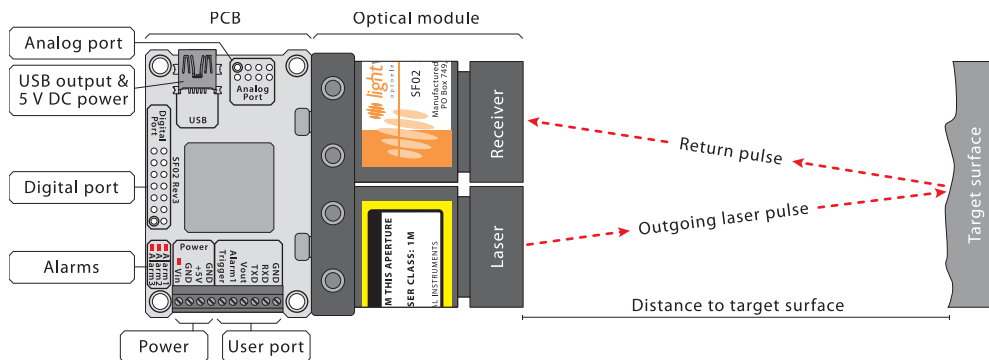 PCB
Optical module
Analog port
USB output &
5 V DC power
Digital port
Alarms
Power
User port
Analog
Port
USB
Digital
Port
SF02 Rev3
Alarm1
Alarm2
Alarm3
Power
Vin
GND
+5V
GND
Trigger
Alarm1
Vout
TXD
RXD
GND
light
optoele
SF02
Manufactured
PO Box 749,
Receiver
M THIS APERTURE
SER CLASS: 1M
AL INSTRUMENTS
Laser
Return pulse
Outgoing laser pulse
Target surface
Distance to target surface